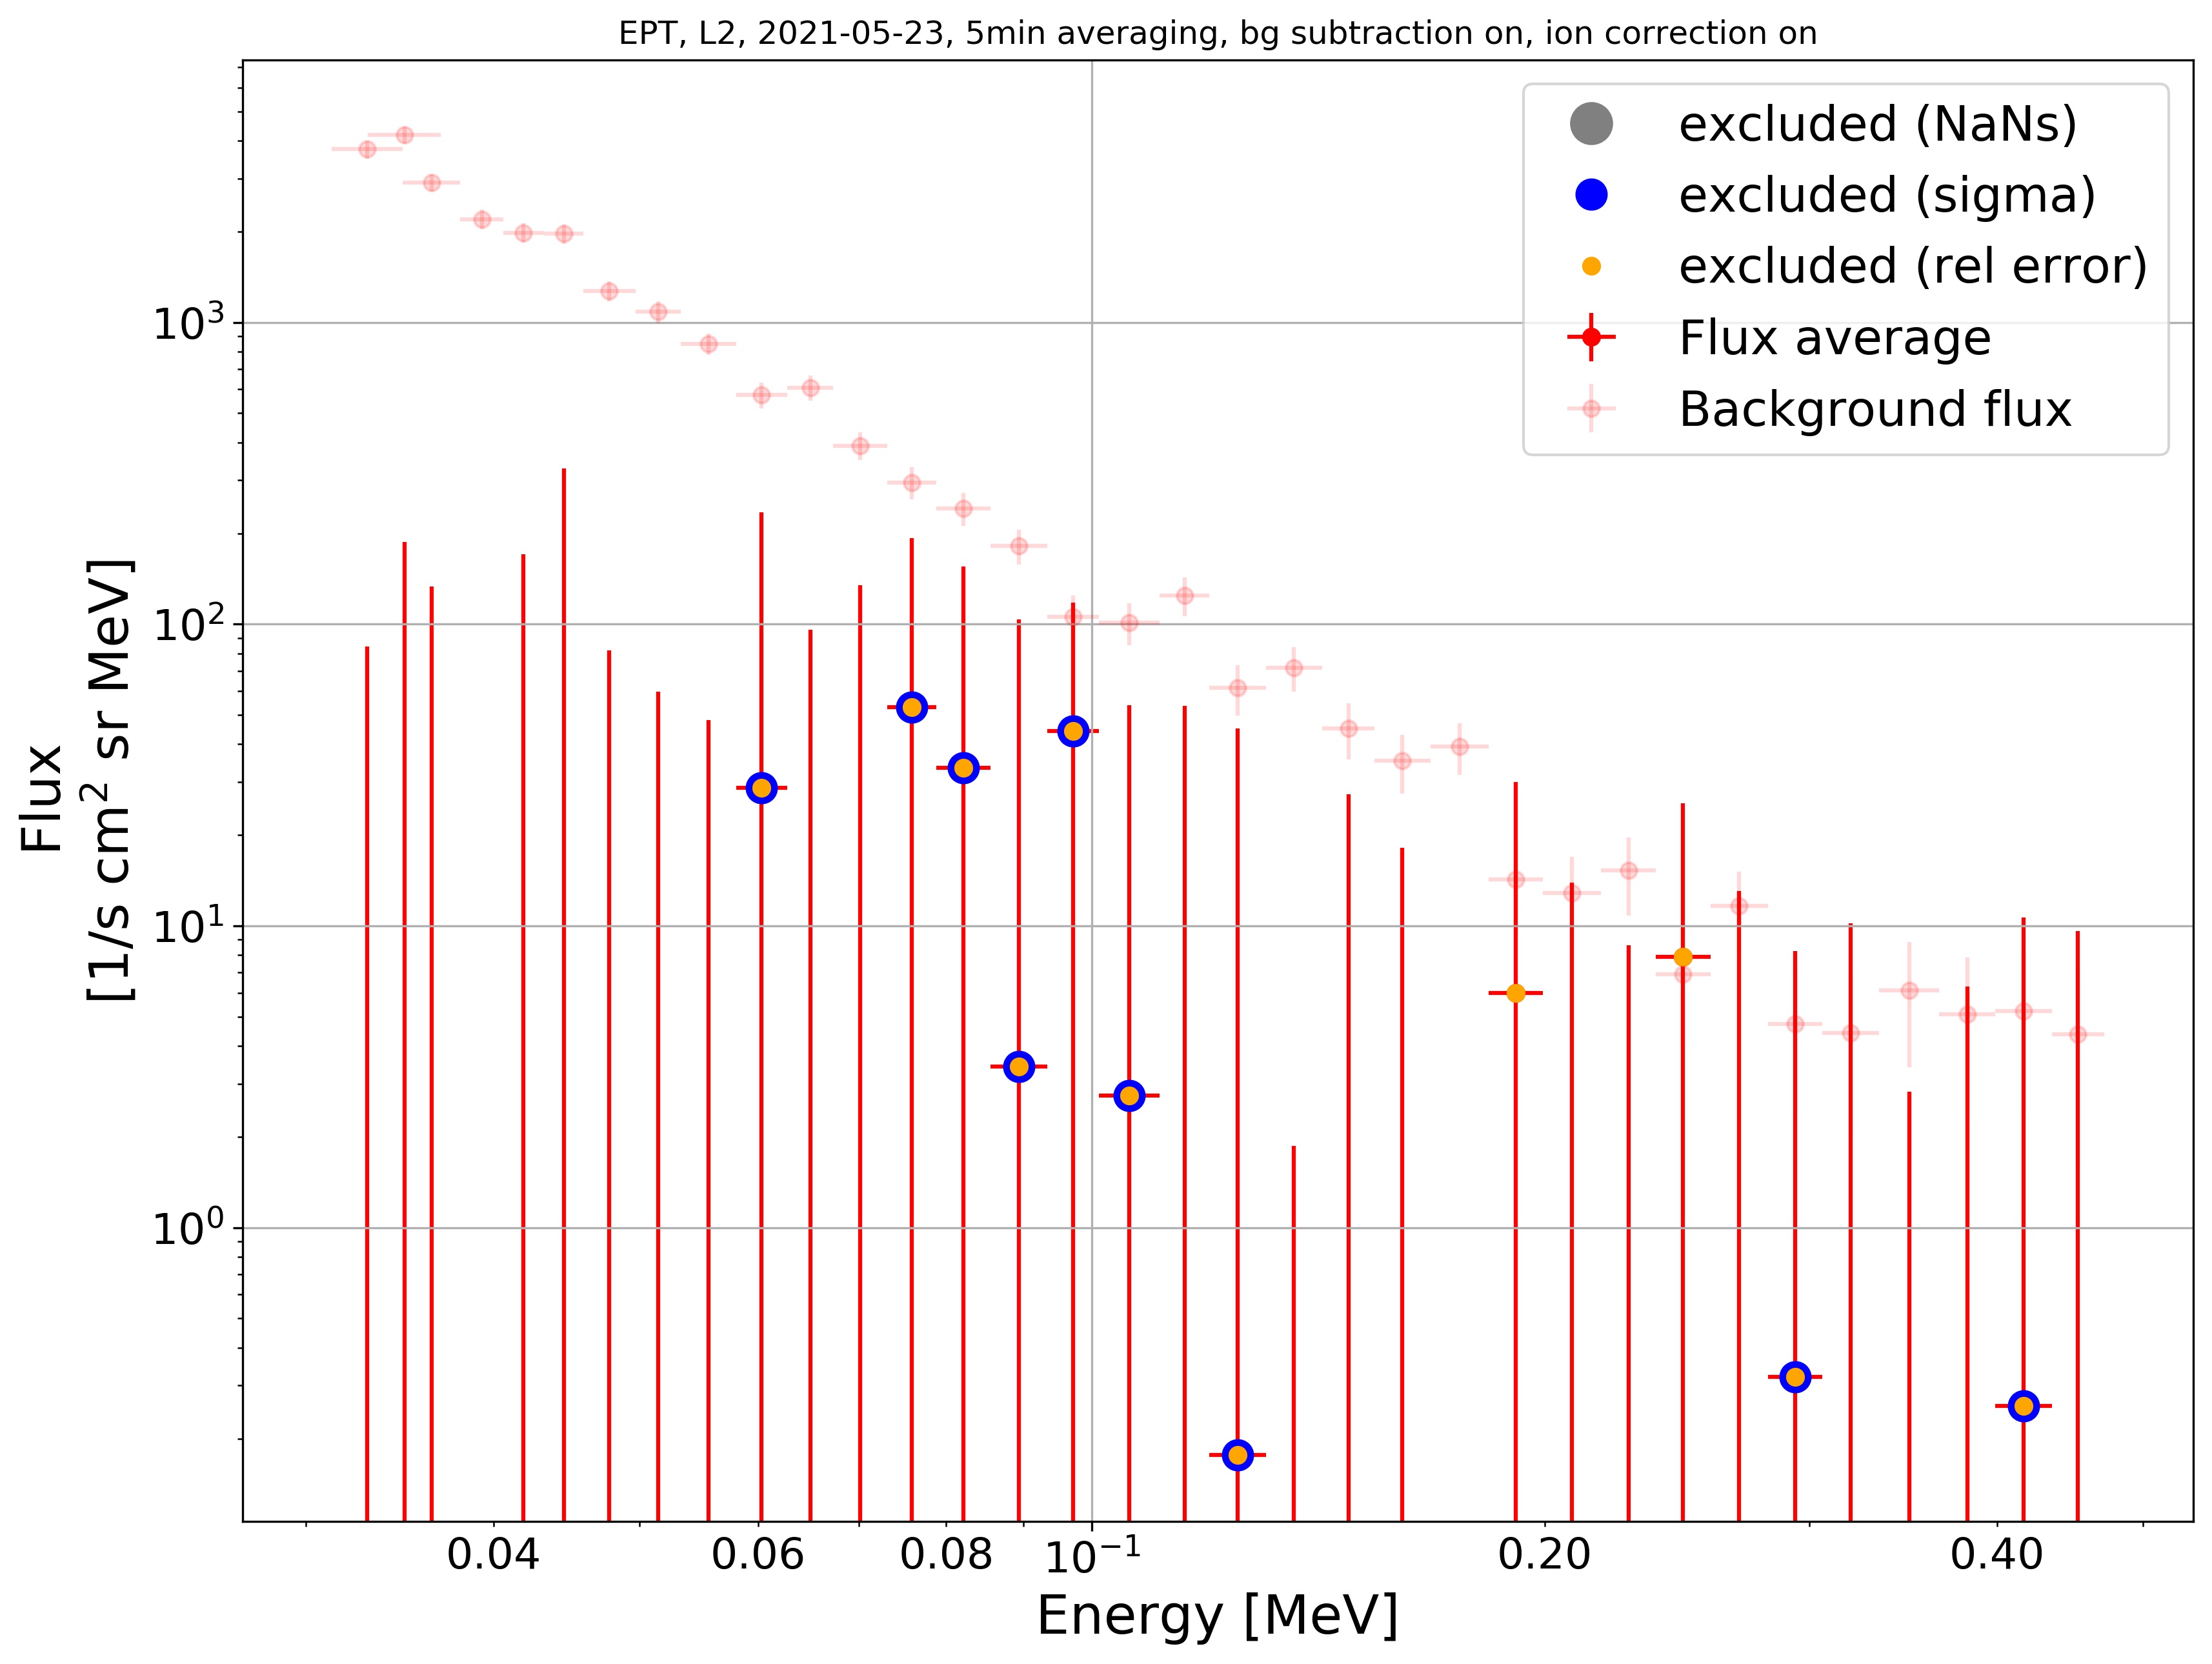 EPT, L2, 2021-05-23, 5min averaging, bg subtraction on, ion correction on
excluded (NaNs)
excluded (sigma)
excluded (rel error)
Flux average
Background flux
10³
10²
10¹
10⁰
Flux
[1/s cm² sr MeV]
0.04 0.06 0.08 10⁻¹ 0.20 0.40
Energy [MeV]